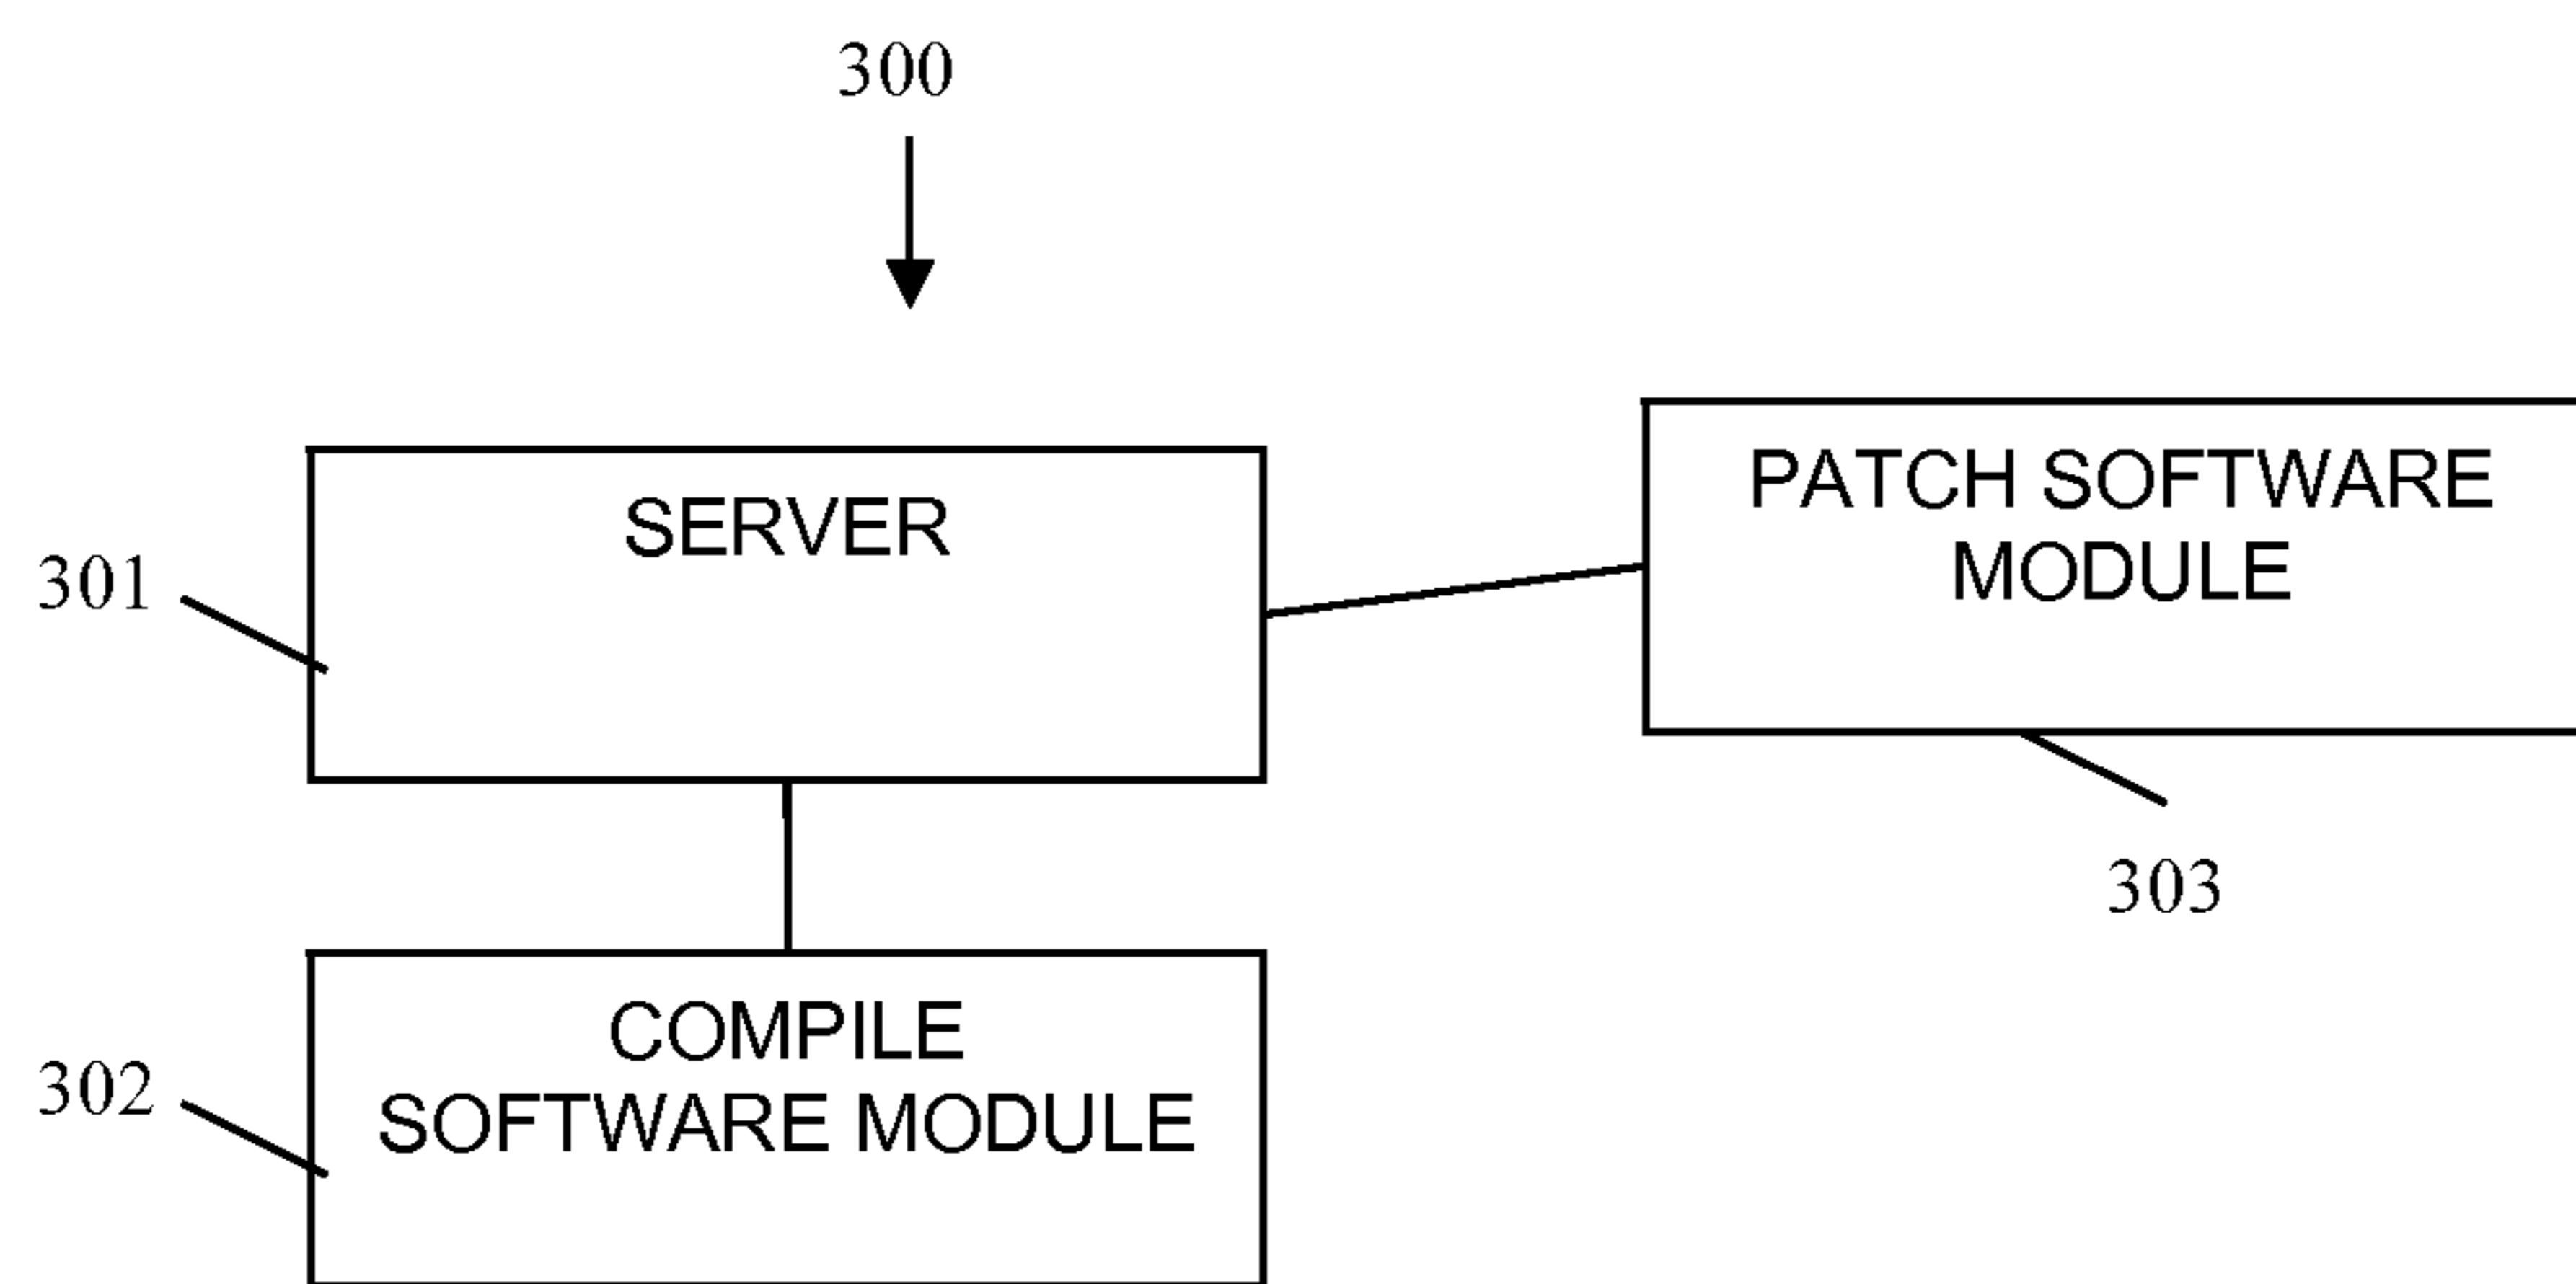 300
SERVER
301
PATCH SOFTWARE
MODULE
303
COMPILE
SOFTWARE MODULE
302